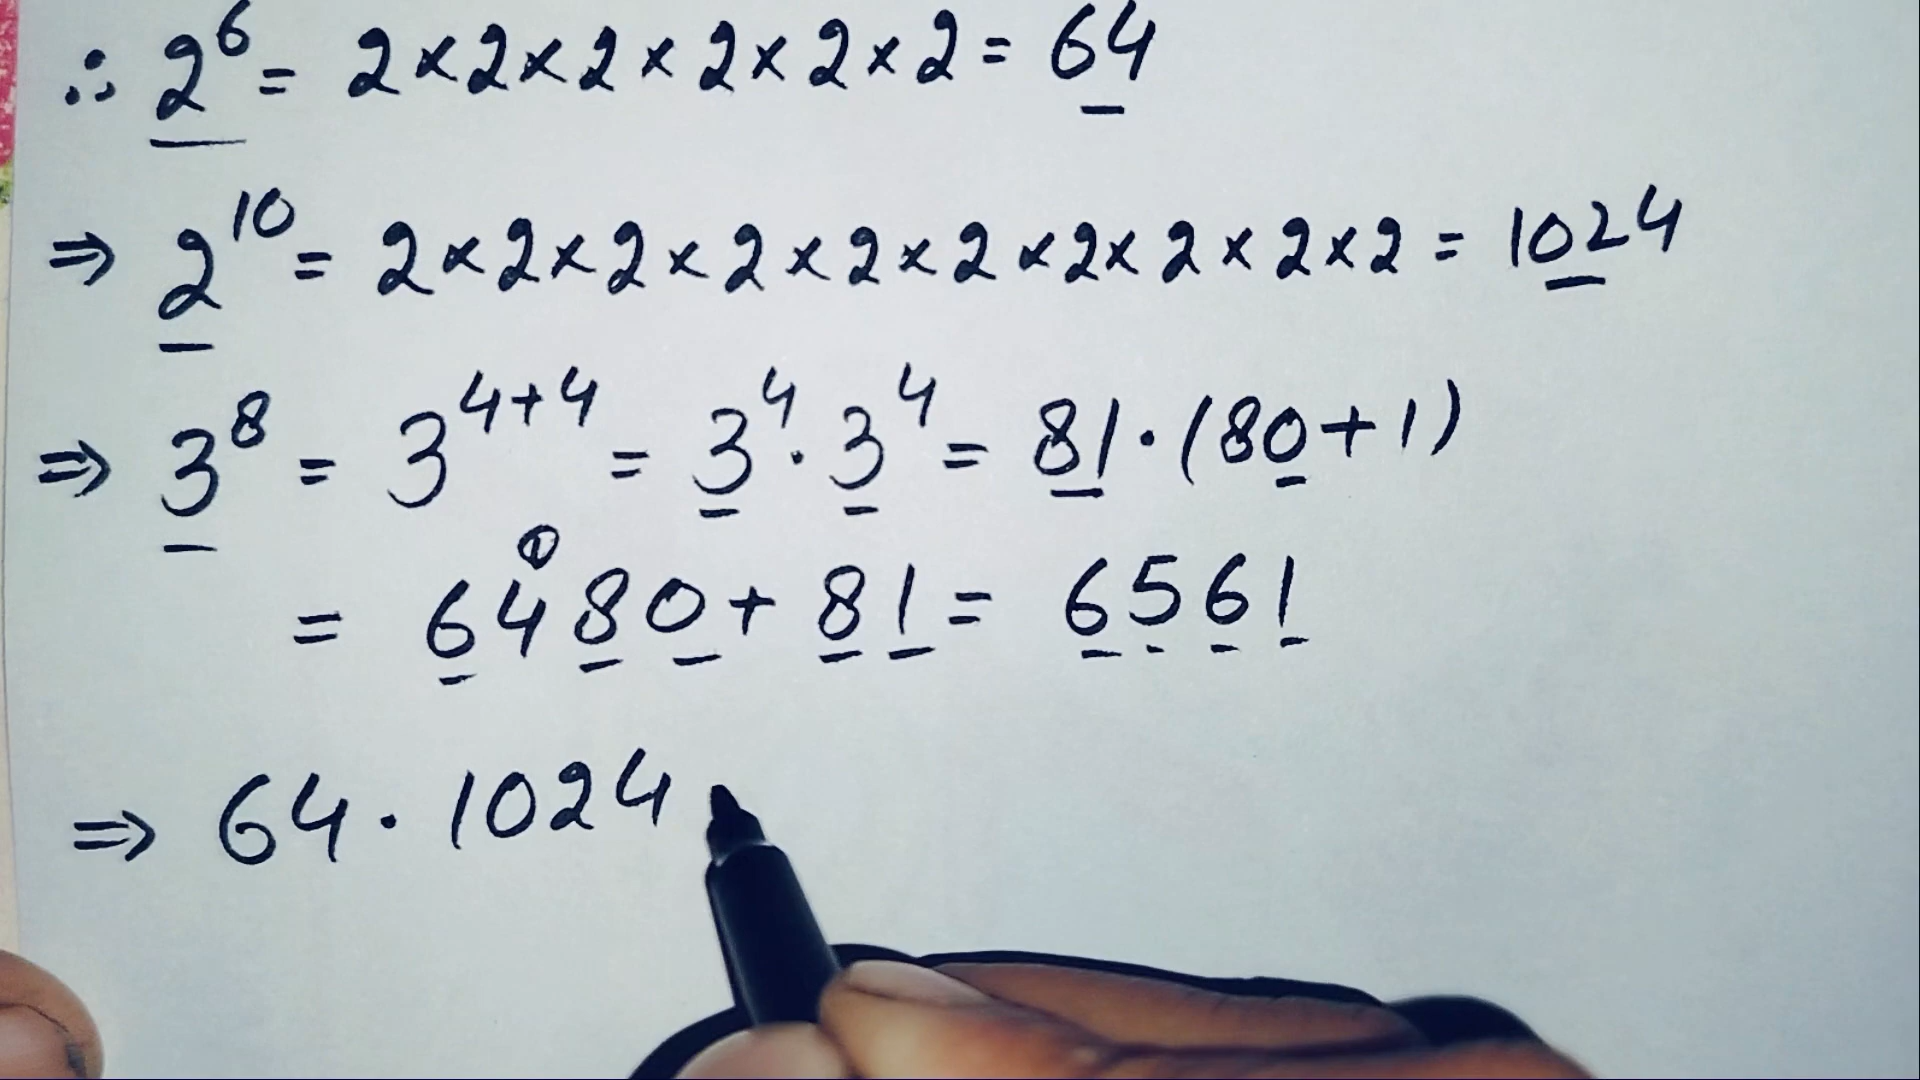 ∴ 2⁶ = 2×2×2×2×2×2 = 64
⇒ 2¹⁰ = 2×2×2×2×2×2×2×2×2×2 = 1024
⇒ 3⁸ = 3⁴⁺⁴ = 3⁴·3⁴ = 81·(80+1)
①
= 6480+81 = 6561
⇒ 64·1024